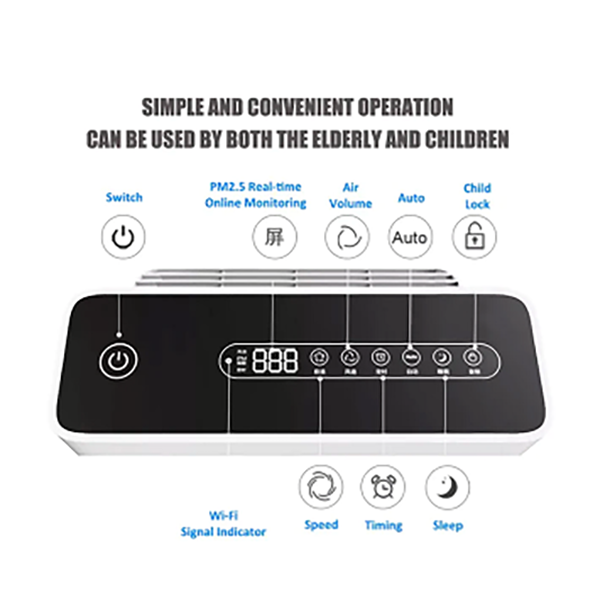 SIMPLE AND CONVENIENT OPERATION
CAN BE USED BY BOTH THE ELDERLY AND CHILDREN
Switch
PM2.5 Real-time
Online Monitoring
Air
Volume
Auto
Child
Lock
屏
Auto
888
Auto
Wi-Fi
Signal Indicator
Speed
Timing
Sleep